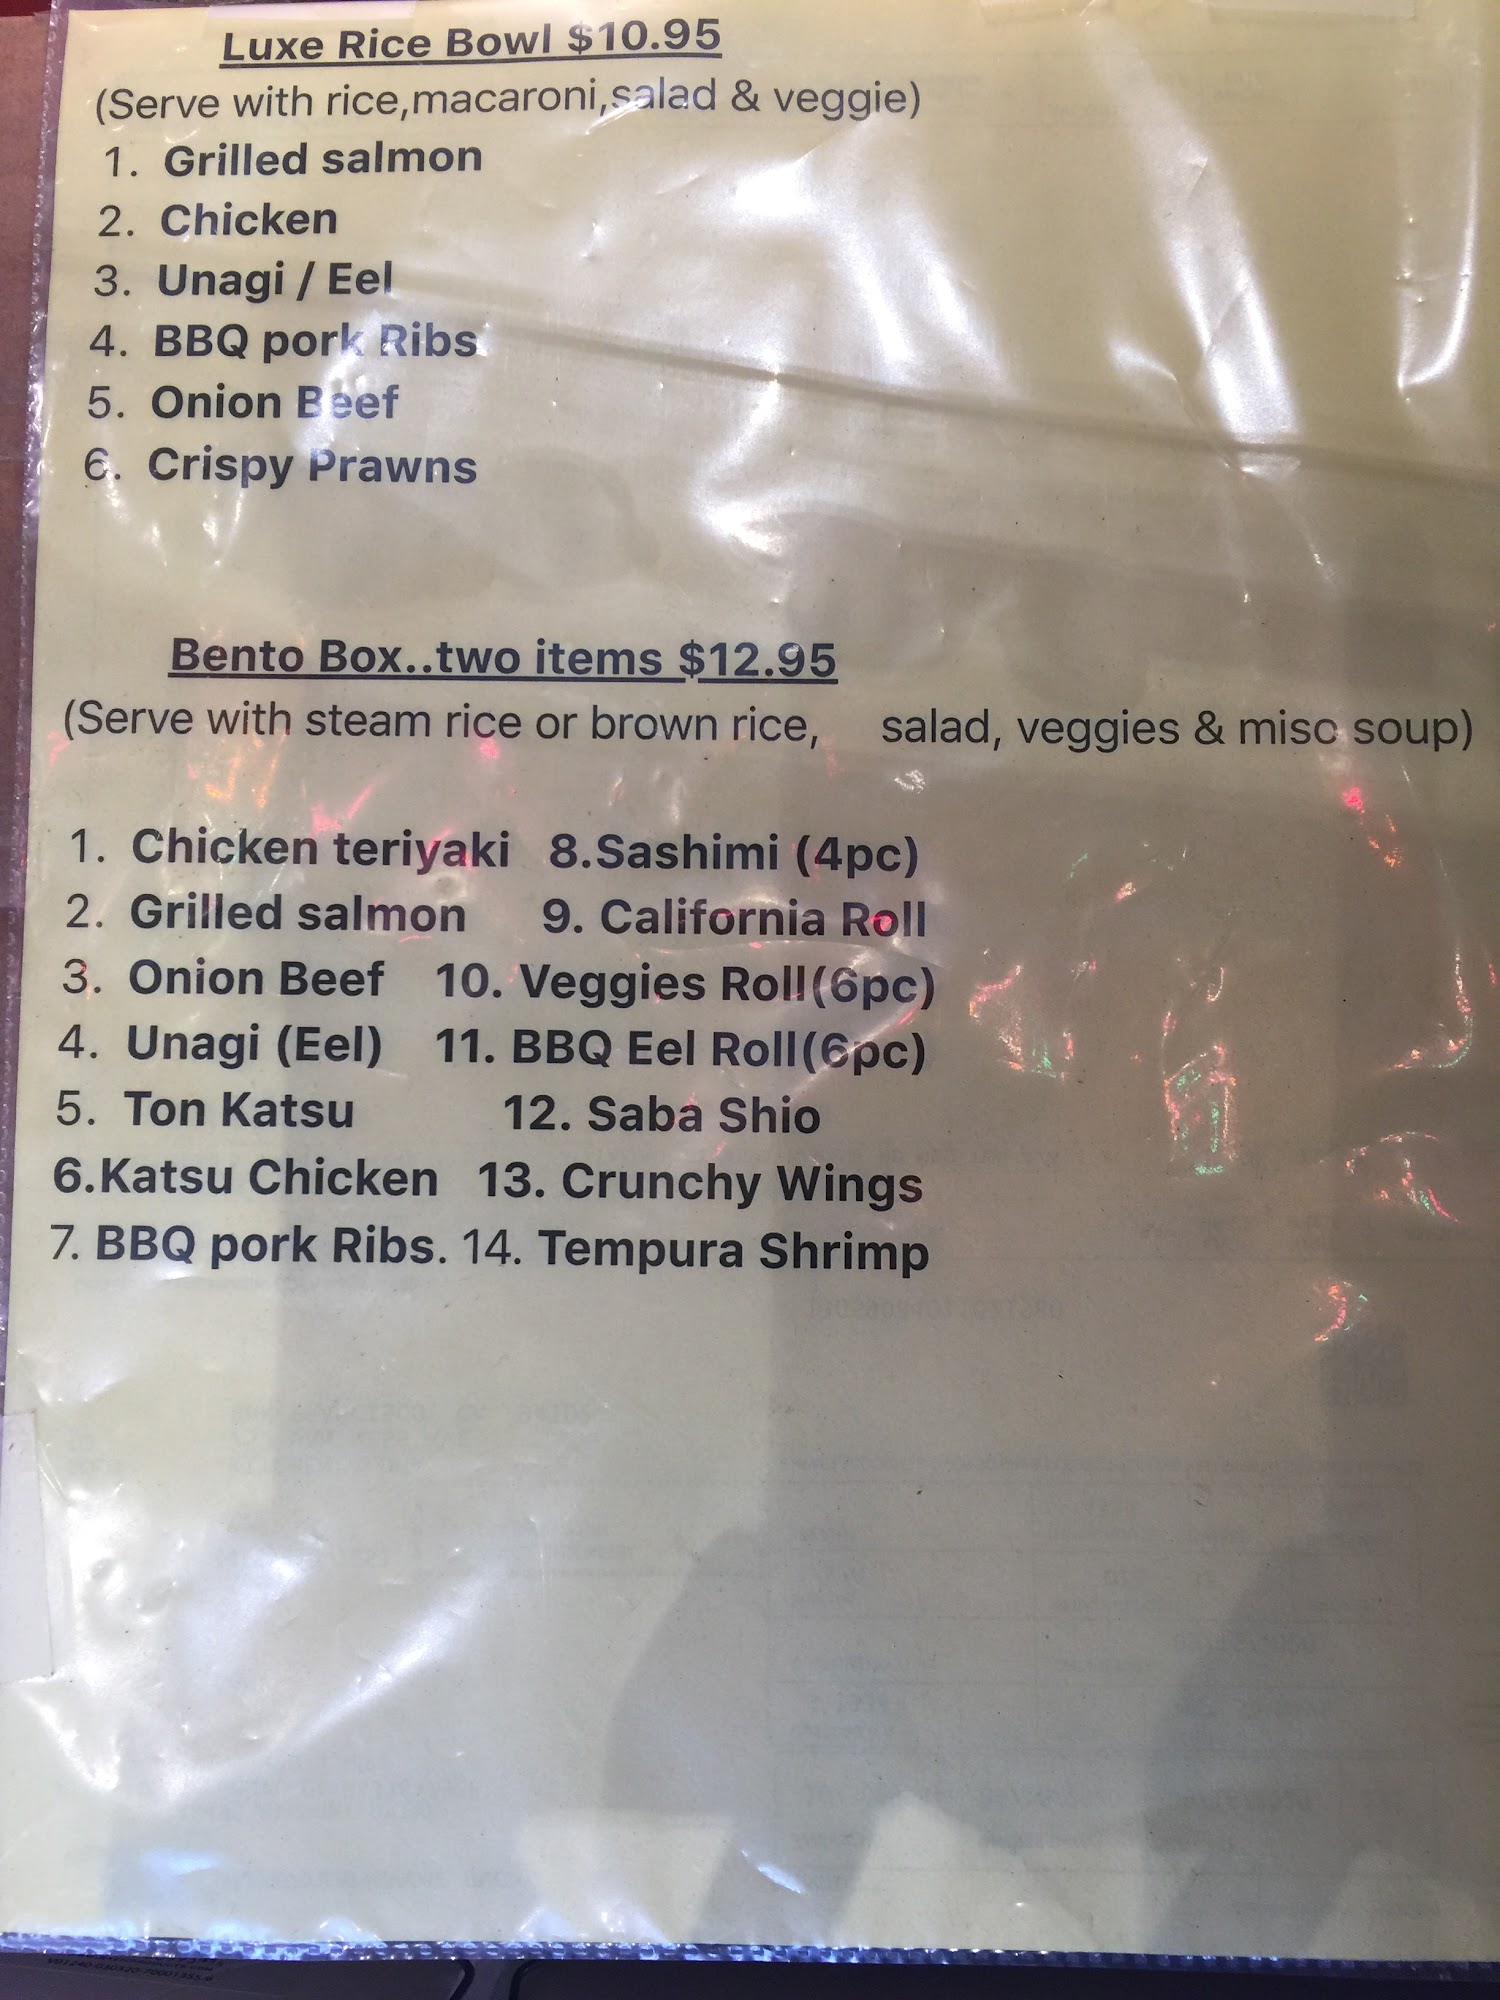 Luxe Rice Bowl $10.95
(Serve with rice,macaroni,salad & veggie)
1. Grilled salmon
2. Chicken
3. Unagi / Eel
4. BBQ pork Ribs
5. Onion Beef
6. Crispy Prawns
Bento Box..two items $12.95
(Serve with steam rice or brown rice, salad, veggies & miso soup)
1. Chicken teriyaki 8.Sashimi (4pc)
2. Grilled salmon 9. California Roll
3. Onion Beef 10. Veggies Roll(6pc)
4. Unagi (Eel) 11. BBQ Eel Roll(6pc)
5. Ton Katsu 12. Saba Shio
6.Katsu Chicken 13. Crunchy Wings
7. BBQ pork Ribs. 14. Tempura Shrimp